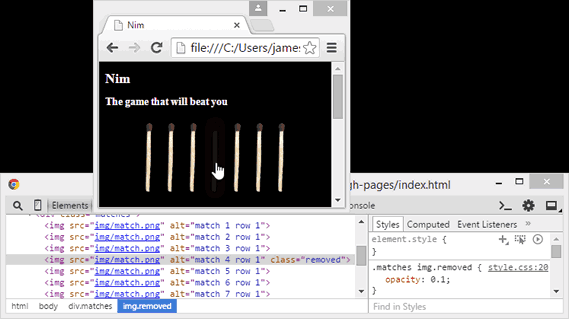 Nim
file:///C:/Users/james
Nim
The game that will beat you
gh-pages/index.html
Elements
Console
<img src="img/match.png" alt="match 1 row 1">
<img src="img/match.png" alt="match 2 row 1">
<img src="img/match.png" alt="match 3 row 1">
<img src="img/match.png" alt="match 4 row 1" class="removed">
<img src="img/match.png" alt="match 5 row 1">
<img src="img/match.png" alt="match 6 row 1">
<img src="img/match.png" alt="match 7 row 1">
html body div.matches img.removed
Styles Computed Event Listeners »
element.style {
}
.matches img.removed { style.css:20
opacity: 0.1;
}
Find in Styles